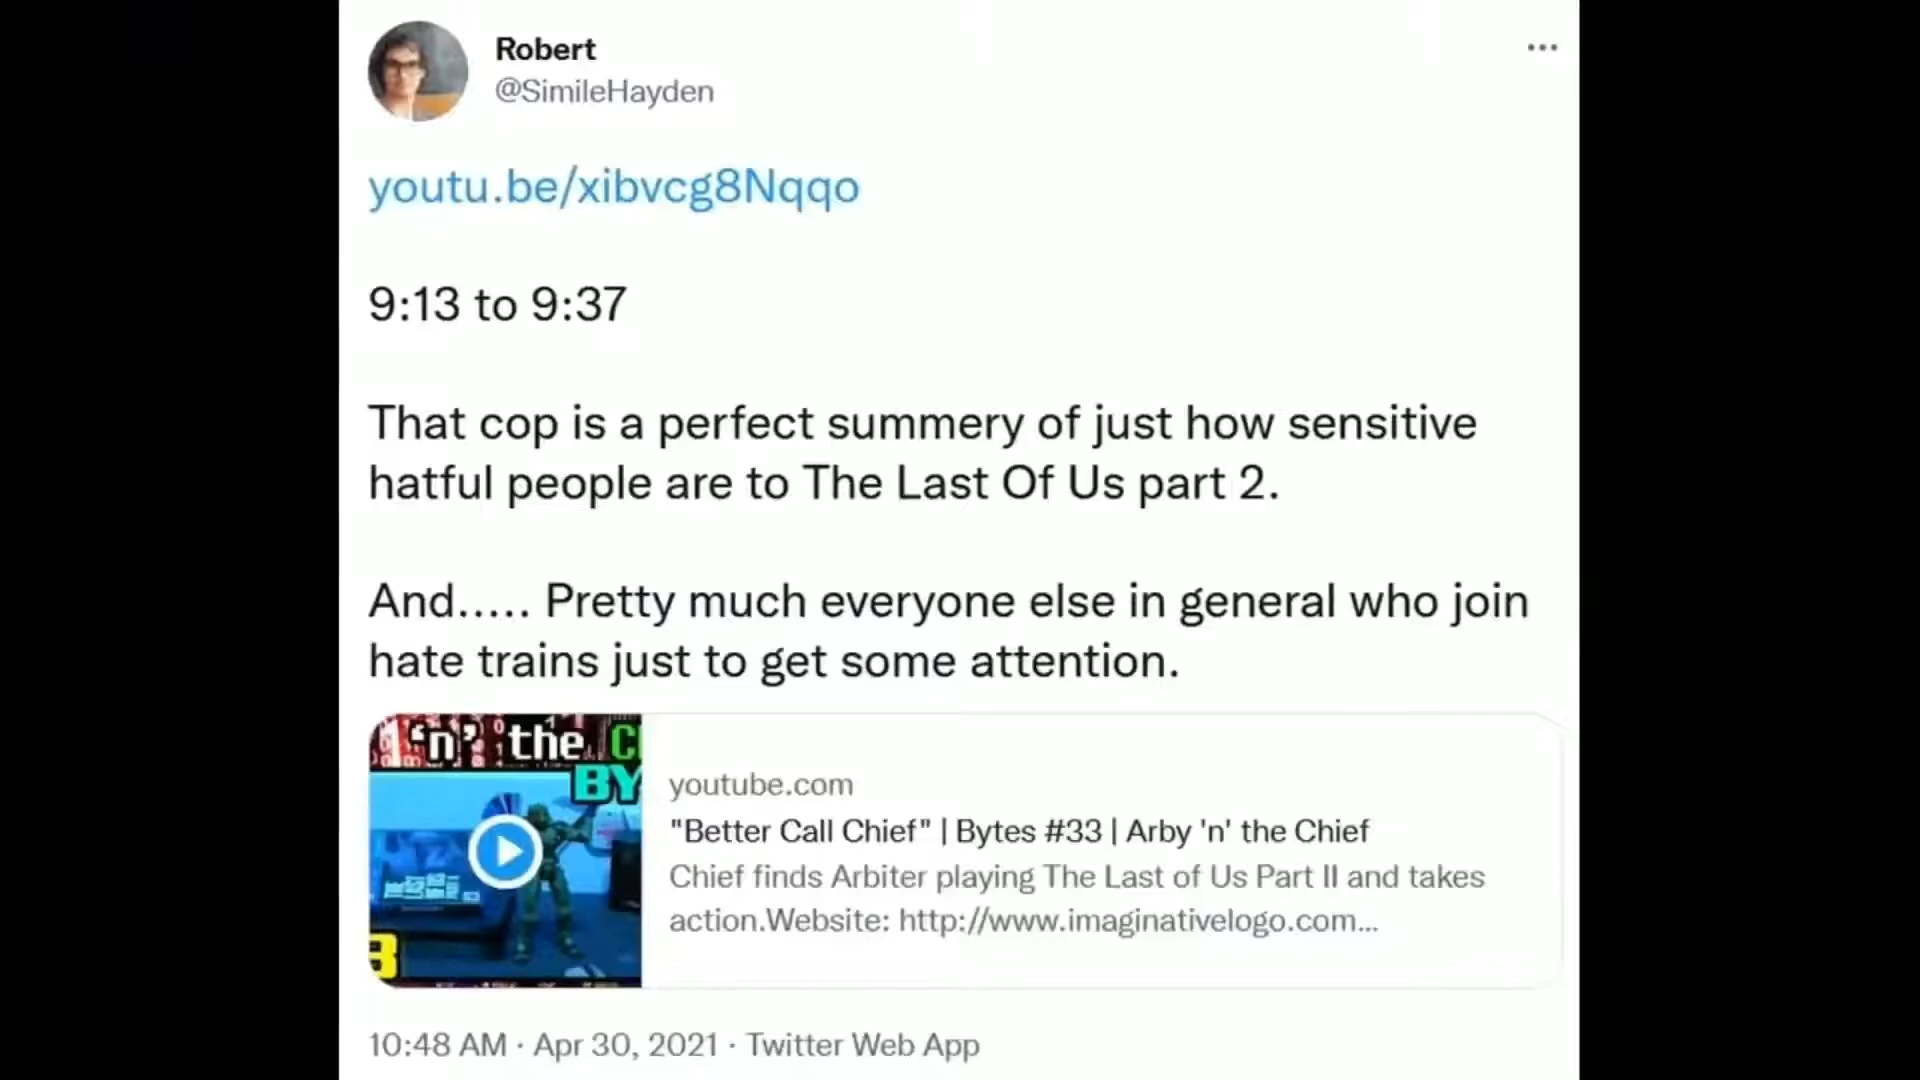 Robert
@SimileHayden
youtu.be/xibvcg8Nqqo
9:13 to 9:37
That cop is a perfect summery of just how sensitive
hatful people are to The Last Of Us part 2.
And..... Pretty much everyone else in general who join
hate trains just to get some attention.
'n' the C
BY
3
youtube.com
"Better Call Chief" | Bytes #33 | Arby 'n' the Chief
Chief finds Arbiter playing The Last of Us Part II and takes
action.Website: http://www.imaginativelogo.com...
10:48 AM · Apr 30, 2021 · Twitter Web App